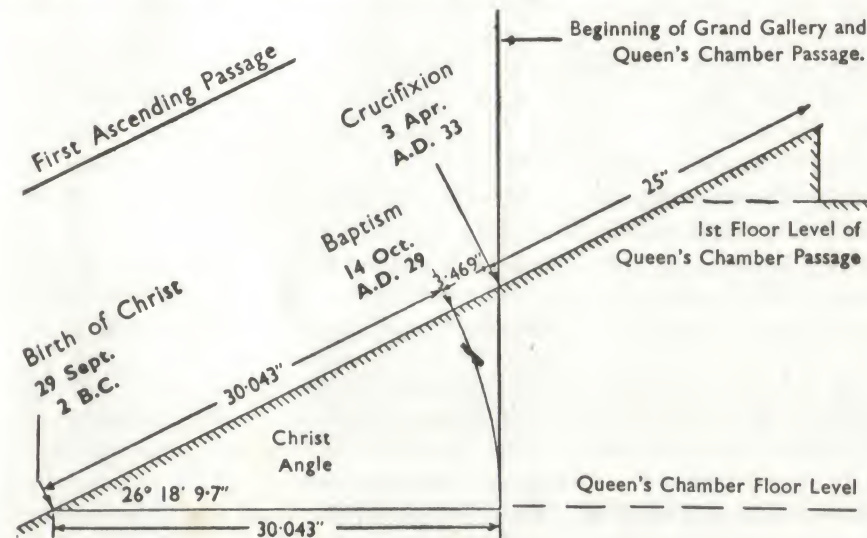 Beginning of Grand Gallery and
Queen's Chamber Passage.
First Ascending Passage
Crucifixion
3 Apr.
A.D. 33
25"
Baptism
14 Oct.
A.D. 29
3·469"
1st Floor Level of
Queen's Chamber Passage
Birth of Christ
29 Sept.
2 B.C.
30·043"
Christ
Angle
26° 18' 9·7"
Queen's Chamber Floor Level
30·043"